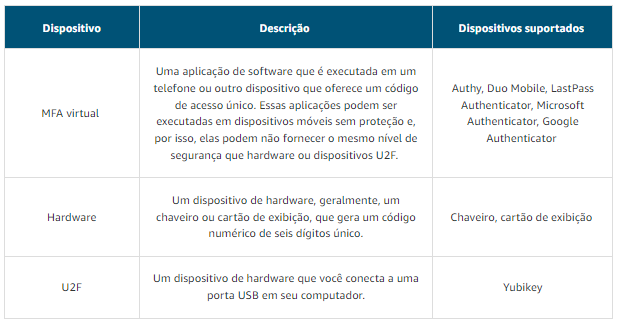 Dispositivo
Descrição
Dispositivos suportados
MFA virtual
Uma aplicação de software que é executada em um
telefone ou outro dispositivo que oferece um código
de acesso único. Essas aplicações podem ser
executadas em dispositivos móveis sem proteção e,
por isso, elas podem não fornecer o mesmo nível de
segurança que hardware ou dispositivos U2F.
Authy, Duo Mobile, LastPass
Authenticator, Microsoft
Authenticator, Google
Authenticator
Hardware
Um dispositivo de hardware, geralmente, um
chaveiro ou cartão de exibição, que gera um código
numérico de seis dígitos único.
Chaveiro, cartão de exibição
U2F
Um dispositivo de hardware que você conecta a uma
porta USB em seu computador.
Yubikey